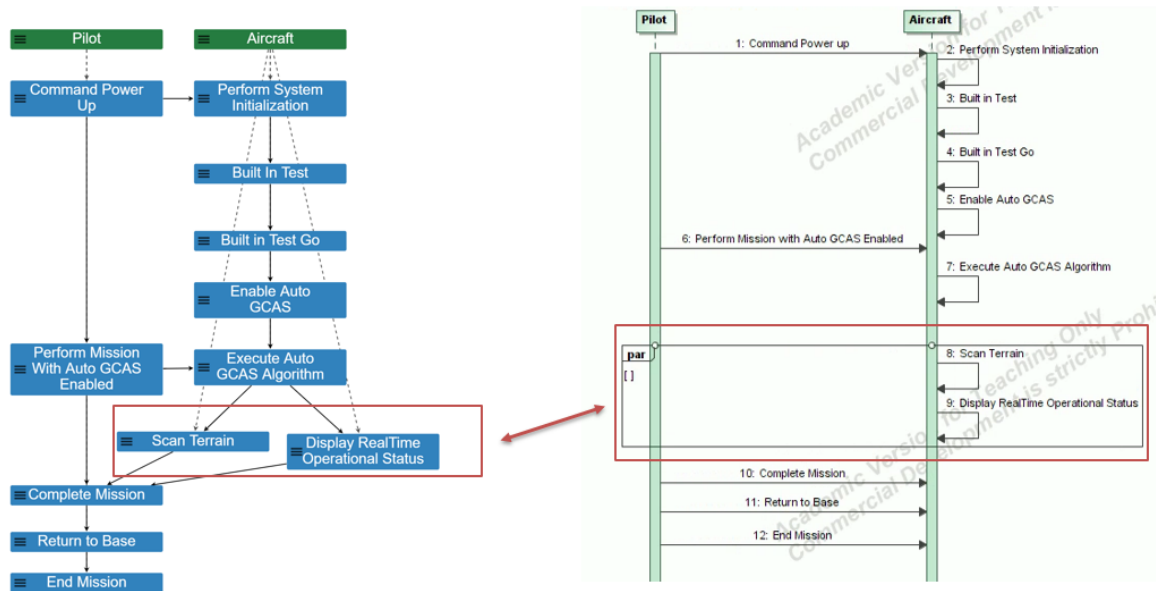 Pilot
Aircraft
Command Power
Up
Perform System
Initialization
Built In Test
Built in Test Go
Enable Auto
GCAS
Perform Mission
With Auto GCAS
Enabled
Execute Auto
GCAS Algorithm
Scan Terrain
Display RealTime
Operational Status
Complete Mission
Return to Base
End Mission
Pilot
Aircraft
1: Command Power up
2: Perform System Initialization
3: Built in Test
4: Built in Test Go
5: Enable Auto GCAS
6: Perform Mission with Auto GCAS Enabled
7: Execute Auto GCAS Algorithm
par
[ ]
8: Scan Terrain
9: Display RealTime Operational Status
10: Complete Mission
11: Return to Base
12: End Mission
Academic Version for
Commercial Development
Academic Version for Teaching Only
Commercial Development is strictly